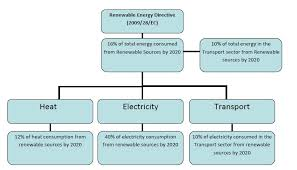 Renewable Energy Directive
(2009/28/EC)
16% of total energy consumed
from Renewable Sources by 2020
10% of total energy in the
Transport sector from Renewable
sources by 2020
Heat
Electricity
Transport
12% of heat consumption from
renewable sources by 2020
40% of electricity consumption
from renewable sources by 2020
10% of electricity consumed in the
Transport sector from renewable
sources by 2020